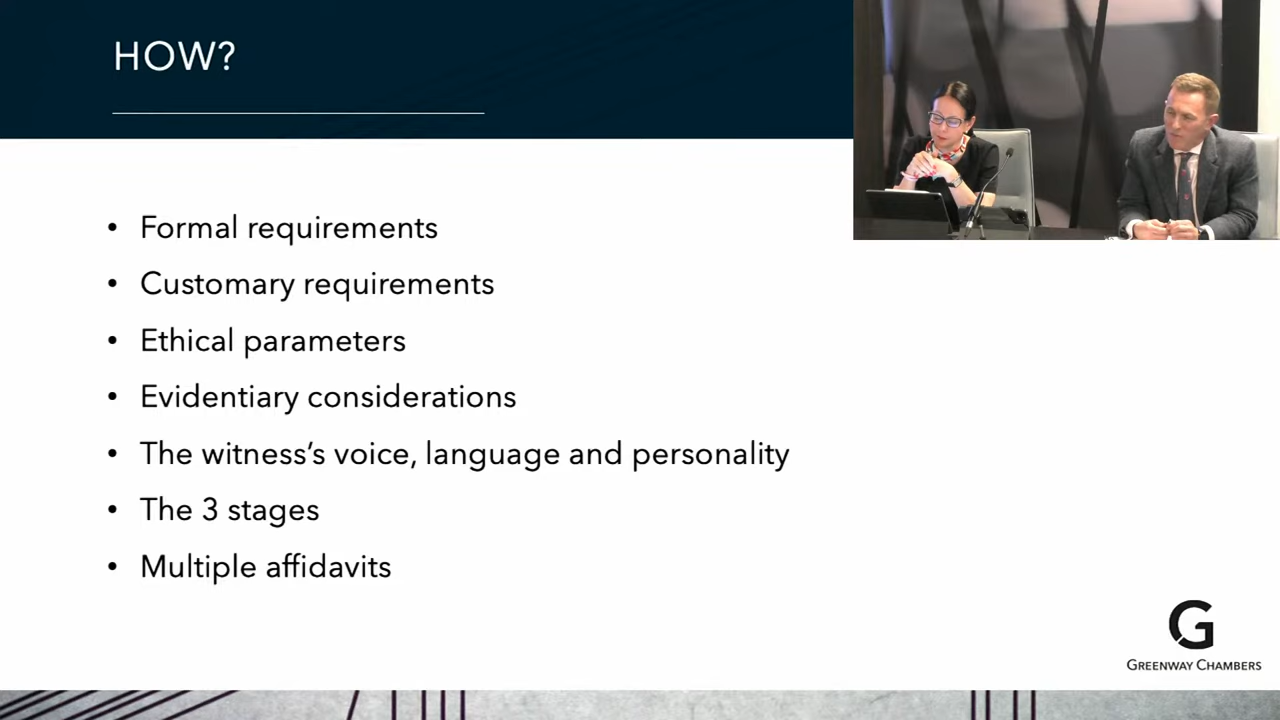 HOW?
• Formal requirements
• Customary requirements
• Ethical parameters
• Evidentiary considerations
• The witness’s voice, language and personality
• The 3 stages
• Multiple affidavits
G
GREENWAY CHAMBERS